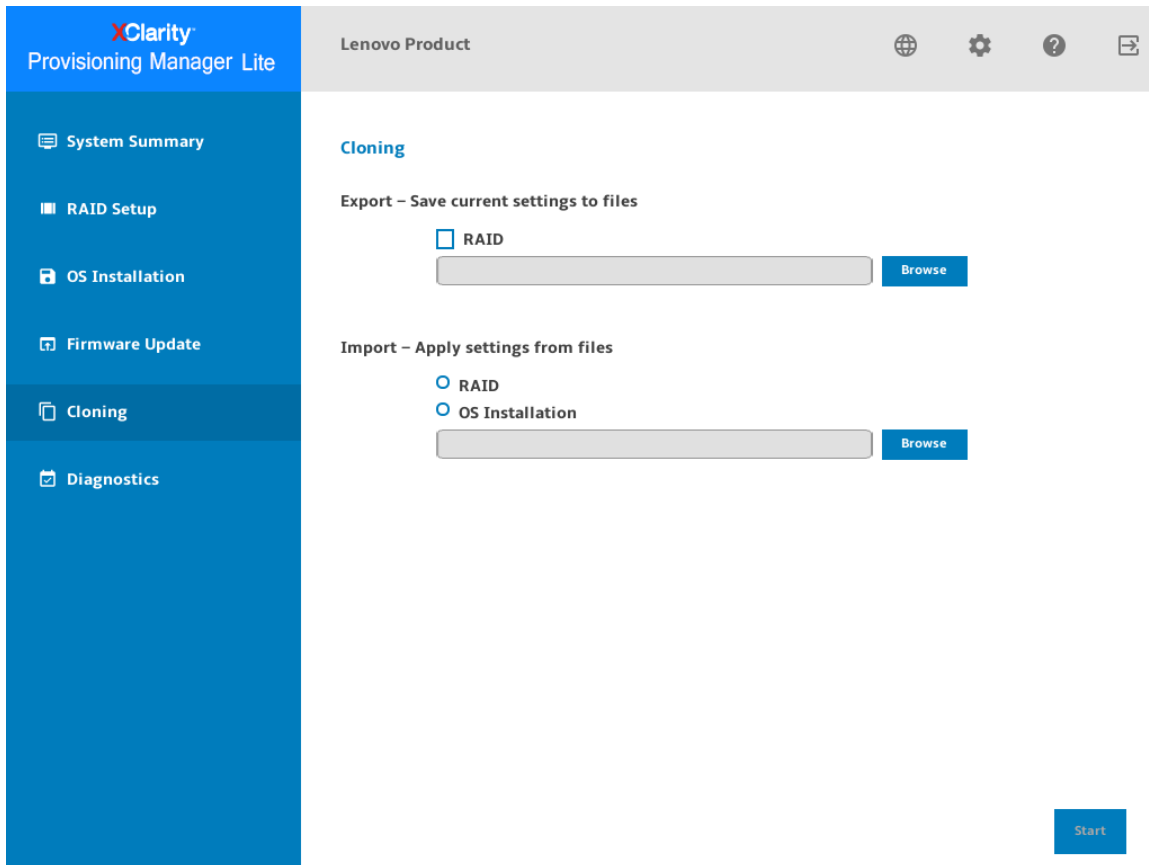 XClarity
Provisioning Manager Lite
Lenovo Product
System Summary
RAID Setup
OS Installation
Firmware Update
Cloning
Diagnostics
Cloning
Export – Save current settings to files
RAID
Browse
Import – Apply settings from files
RAID
OS Installation
Browse
Start